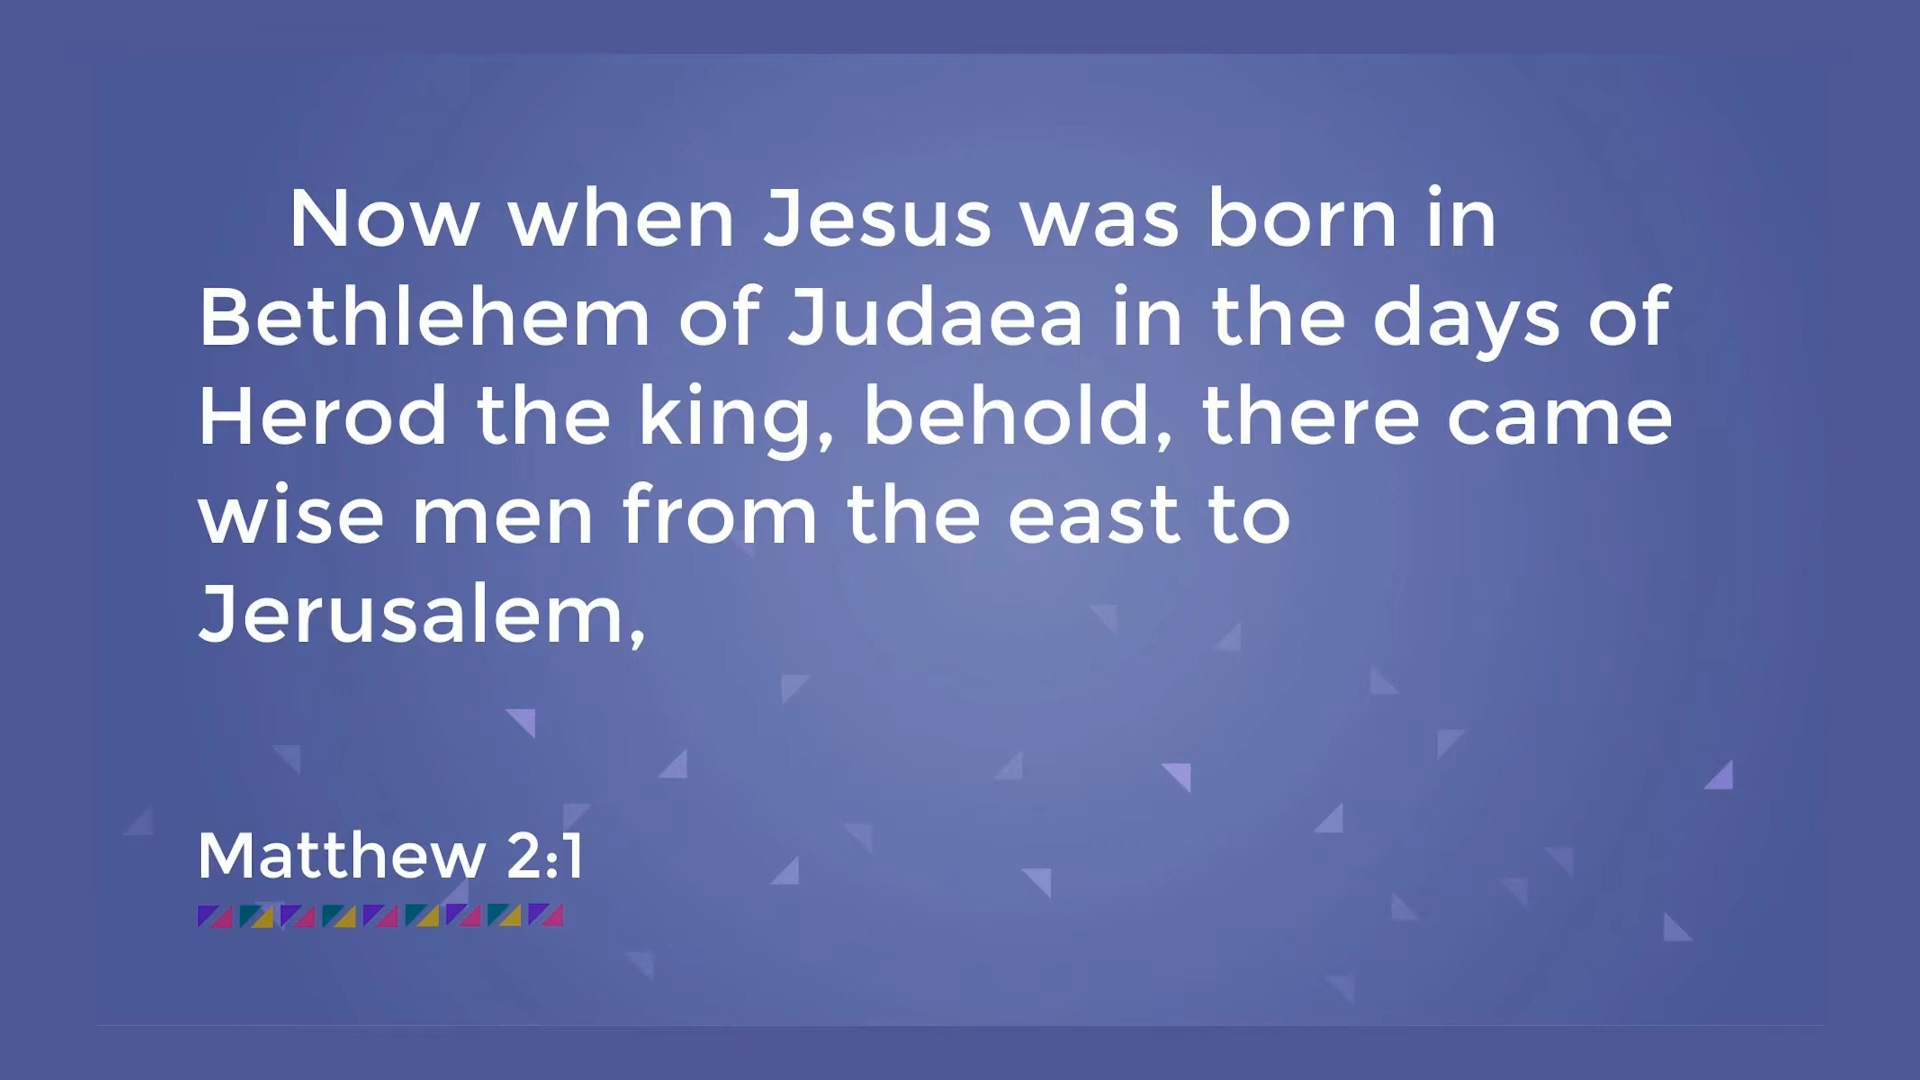 Now when Jesus was born in
Bethlehem of Judaea in the days of
Herod the king, behold, there came
wise men from the east to
Jerusalem,
Matthew 2:1